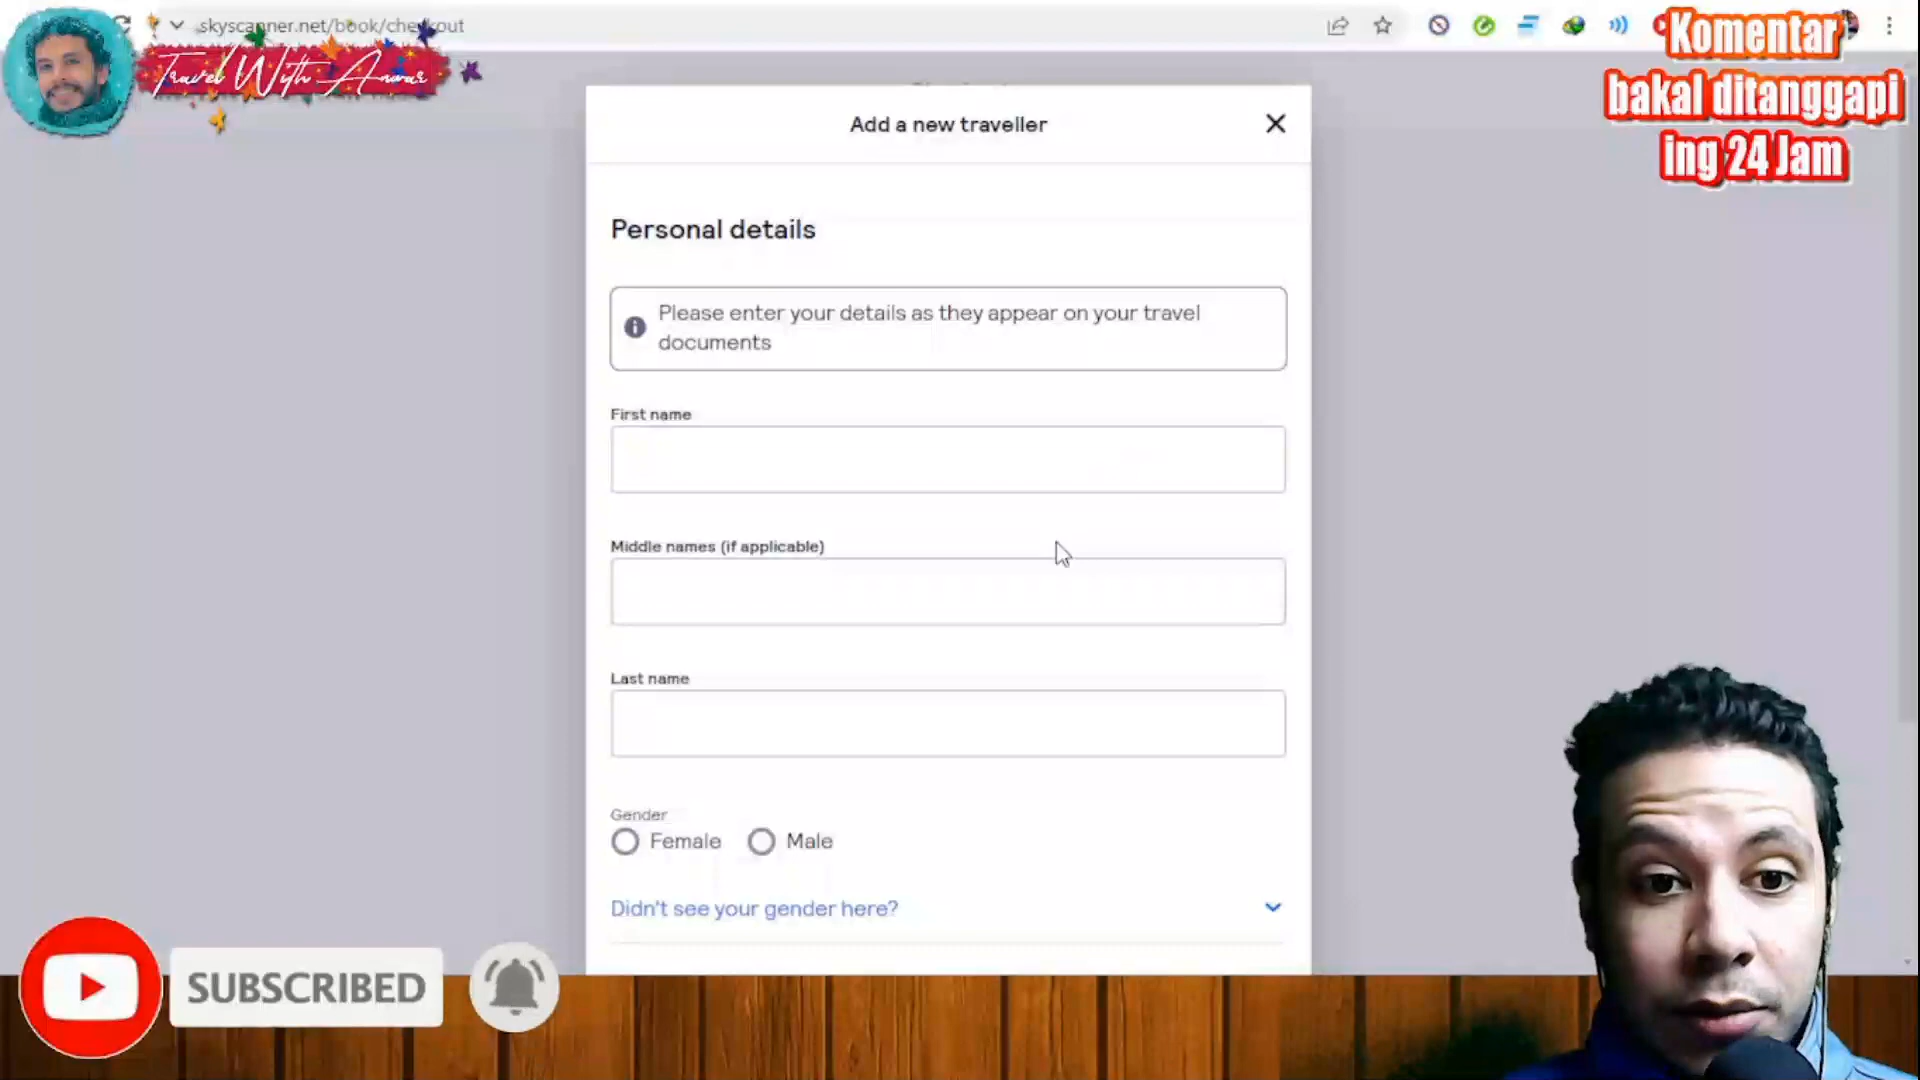 skyscanner.net/book/checkout
Travel With Anwar
Komentar
bakal ditanggapi
ing 24 Jam
Add a new traveller
Personal details
Please enter your details as they appear on your travel
documents
First name
Middle names (if applicable)
Last name
Gender
Female
Male
Didn't see your gender here?
SUBSCRIBED